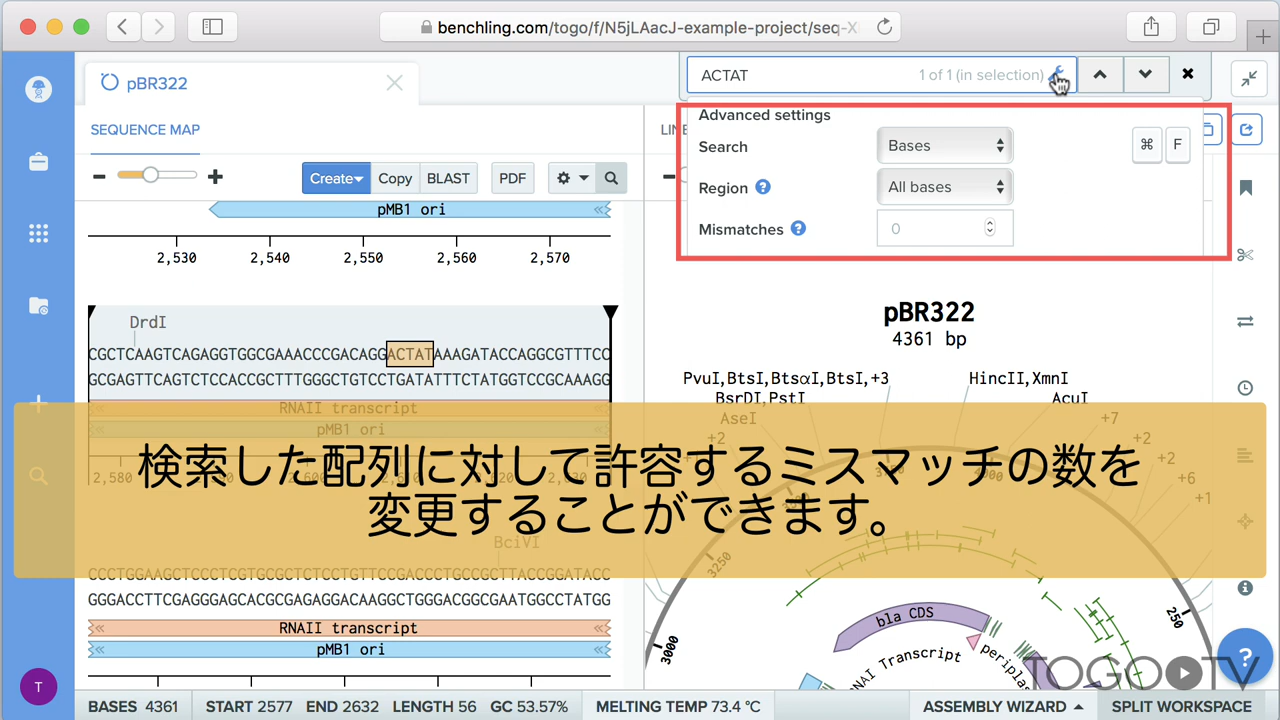 benchling.com/togo/f/N5jLAacJ-example-project/seq-X
pBR322
ACTAT
1 of 1 (in selection)
SEQUENCE MAP
Advanced settings
Search
Bases
⌘ F
Region ?
All bases
Mismatches ?
0
Create
Copy
BLAST
PDF
pMB1 ori
2,530 2,540 2,550 2,560 2,570
DrdI
CGCTCAAGTCAGAGGTGGCGAAACCCGACAGGACTATAAAGATACCAGGCGTTTCC
GCGAGTTCAGTCTCCACCGCTTTGGGCTGTCCTGATATTTCTATGGTCCGCAAAGG
RNAII transcript
pMB1 ori
2,580
検索した配列に対して許容するミスマッチの数を
変更することができます。
BciVI
CCCTGGAAGCTCCCTCGTGCGCTCTCCTGTTCCGACCCTGCCGCTTACCGGATACC
GGGACCTTCGAGGGAGCACGCGAGAGGACAAGGCTGGGACGGCGAATGGCCTATGG
RNAII transcript
pMB1 ori
pBR322
4361 bp
PvuI,BtsI,BtsαI,BtsI,+3
HincII,XmnI
BsrDI,PstI
AcuI
AseI
+7
+2
+2
+2
+6
+1
3250
250
3000
bla CDS
RNAI Transcript
TOGO TV
?
T
BASES 4361
START 2577 END 2632 LENGTH 56 GC 53.57%
MELTING TEMP 73.4 °C
ASSEMBLY WIZARD
SPLIT WORKSPACE